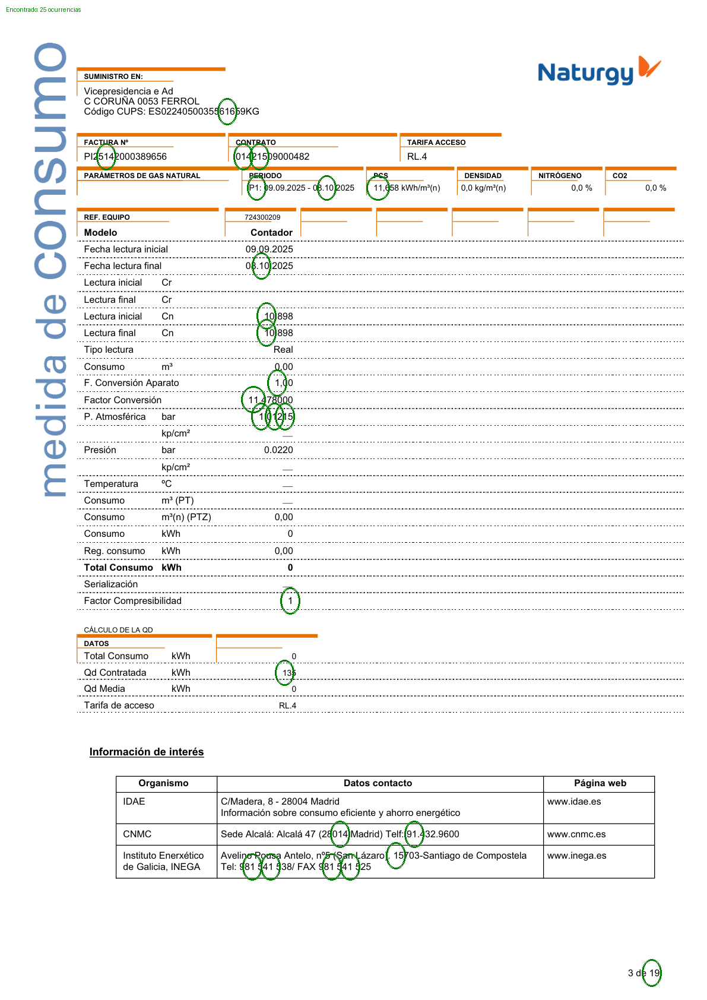 Encontrado: 25 ocurrencias
medida de consumo
Naturgy
SUMINISTRO EN:
Vicepresidencia e Ad
C CORUÑA 0053 FERROL
Código CUPS: ES0224050035561659KG
FACTURA Nº CONTRATO TARIFA ACCESO
PI25142000389656 01421509000482 RL.4
PARÁMETROS DE GAS NATURAL PERIODO PCS DENSIDAD NITRÓGENO CO2
P1: 09.09.2025 - 08.10.2025 11,658 kWh/m³(n) 0,0 kg/m³(n) 0,0 % 0,0 %
REF. EQUIPO 724300209
Modelo Contador
Fecha lectura inicial 09.09.2025
Fecha lectura final 08.10.2025
Lectura inicial Cr
Lectura final Cr
Lectura inicial Cn 10.898
Lectura final Cn 10.898
Tipo lectura Real
Consumo m³ 0,00
F. Conversión Aparato 1,00
Factor Conversión 11,478000
P. Atmosférica bar 1.01215
kp/cm² __
Presión bar 0.0220
kp/cm² __
Temperatura ºC __
Consumo m³ (PT) __
Consumo m³(n) (PTZ) 0,00
Consumo kWh 0
Reg. consumo kWh 0,00
Total Consumo kWh 0
Serialización __
Factor Compresibilidad 1
CÁLCULO DE LA QD
DATOS
Total Consumo kWh 0
Qd Contratada kWh 135
Qd Media kWh 0
Tarifa de acceso RL.4
Información de interés
Organismo Datos contacto Página web
IDAE C/Madera, 8 - 28004 Madrid www.idae.es
Información sobre consumo eficiente y ahorro energético
CNMC Sede Alcalá: Alcalá 47 (28014 Madrid) Telf: 91.432.9600 www.cnmc.es
Instituto Enerxético Avelino Pousa Antelo, nº5 (San Lázaro). 15703-Santiago de Compostela www.inega.es
de Galicia, INEGA Tel: 981 541 538/ FAX 981 541 525
3 de 19